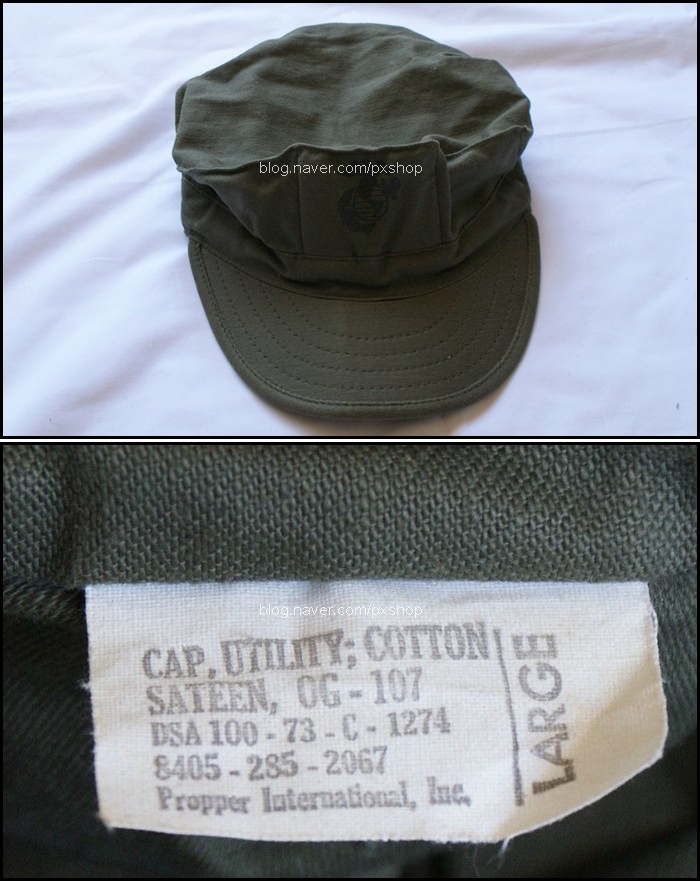 blog.naver.com/pxshop
blog.naver.com/pxshop
CAP, UTILITY; COTTON
SATEEN, OG - 107
DSA 100 - 73 - C - 1274
8405 - 285 - 2067
Propper International, Inc.
LARGE